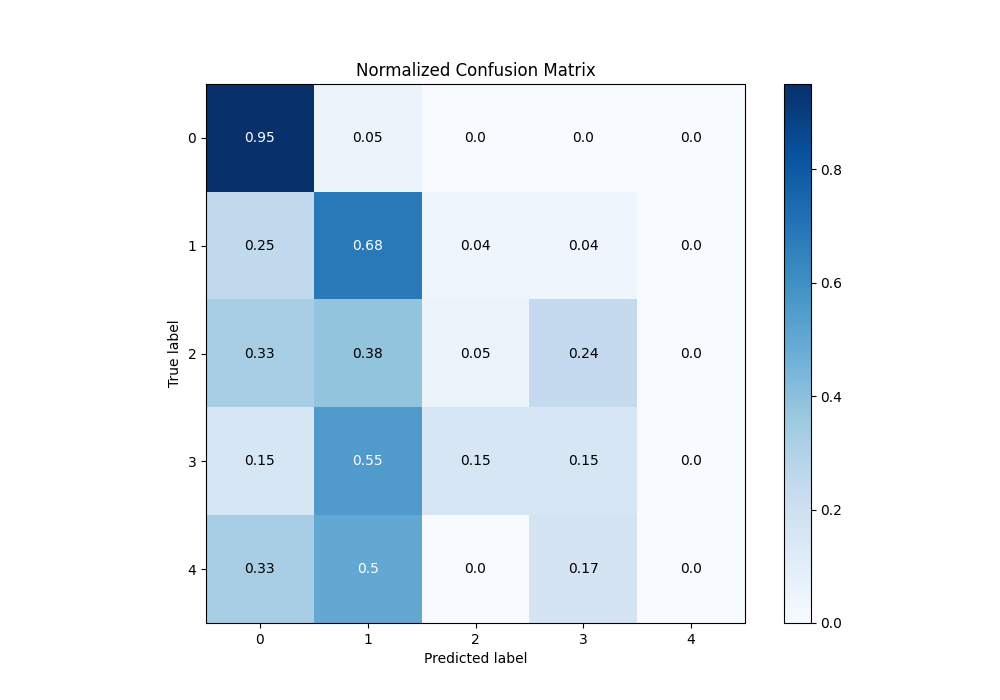 Normalized Confusion Matrix
0 0.95 0.05 0.0 0.0 0.0
1 0.25 0.68 0.04 0.04 0.0
2 0.33 0.38 0.05 0.24 0.0
3 0.15 0.55 0.15 0.15 0.0
4 0.33 0.5 0.0 0.17 0.0
0 1 2 3 4
Predicted label
True label
0.8
0.6
0.4
0.2
0.0